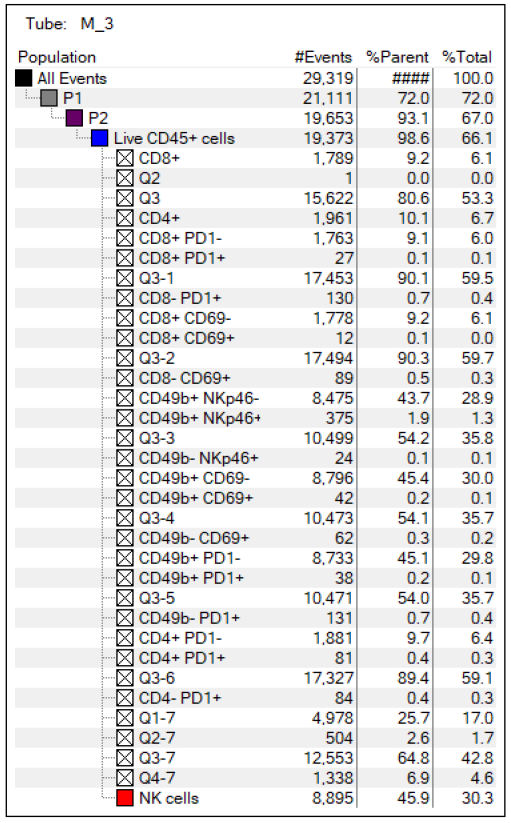 Tube: M_3
Population #Events %Parent %Total
All Events 29,319 #### 100.0
P1 21,111 72.0 72.0
P2 19,653 93.1 67.0
Live CD45+ cells 19,373 98.6 66.1
CD8+ 1,789 9.2 6.1
Q2 1 0.0 0.0
Q3 15,622 80.6 53.3
CD4+ 1,961 10.1 6.7
CD8+ PD1- 1,763 9.1 6.0
CD8+ PD1+ 27 0.1 0.1
Q3-1 17,453 90.1 59.5
CD8- PD1+ 130 0.7 0.4
CD8+ CD69- 1,778 9.2 6.1
CD8+ CD69+ 12 0.1 0.0
Q3-2 17,494 90.3 59.7
CD8- CD69+ 89 0.5 0.3
CD49b+ NKp46- 8,475 43.7 28.9
CD49b+ NKp46+ 375 1.9 1.3
Q3-3 10,499 54.2 35.8
CD49b- NKp46+ 24 0.1 0.1
CD49b+ CD69- 8,796 45.4 30.0
CD49b+ CD69+ 42 0.2 0.1
Q3-4 10,473 54.1 35.7
CD49b- CD69+ 62 0.3 0.2
CD49b+ PD1- 8,733 45.1 29.8
CD49b+ PD1+ 38 0.2 0.1
Q3-5 10,471 54.0 35.7
CD49b- PD1+ 131 0.7 0.4
CD4+ PD1- 1,881 9.7 6.4
CD4+ PD1+ 81 0.4 0.3
Q3-6 17,327 89.4 59.1
CD4- PD1+ 84 0.4 0.3
Q1-7 4,978 25.7 17.0
Q2-7 504 2.6 1.7
Q3-7 12,553 64.8 42.8
Q4-7 1,338 6.9 4.6
NK cells 8,895 45.9 30.3